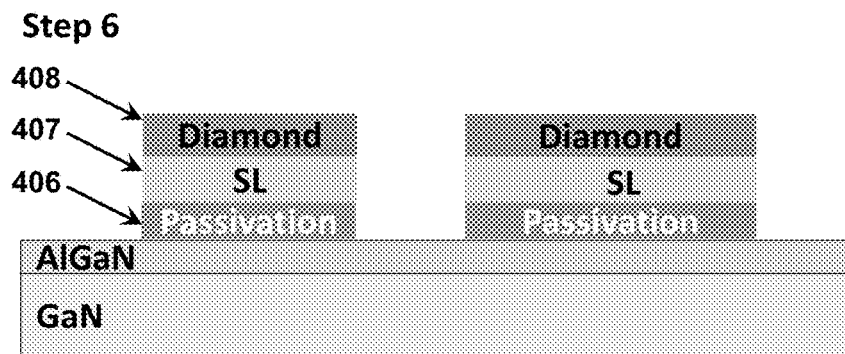 Step 6
408
Diamond
Diamond
407
SL
SL
406
Passivation
Passivation
AlGaN
GaN